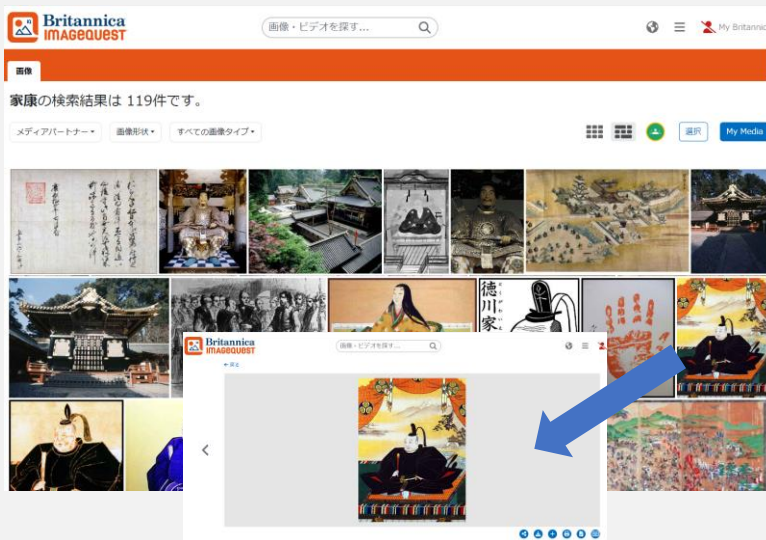 Britannica
IMAGEQUEST
画像・ビデオを探す...
My Britannic
画像
家康の検索結果は 119件です。
メディアパートナー
画像形状
すべての画像タイプ
選択
My Media
徳川家
Britannica
IMAGEQUEST
画像・ビデオを探す...
戻る